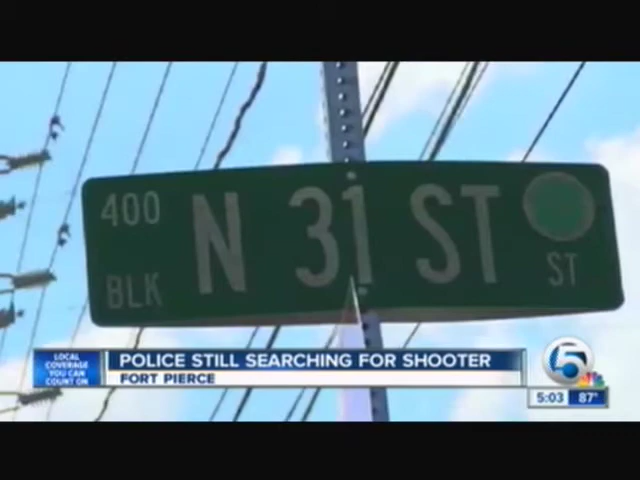 400
BLK
N 31 ST
ST
LOCAL
COVERAGE
YOU CAN
COUNT ON
POLICE STILL SEARCHING FOR SHOOTER
FORT PIERCE
5
5:03 87°